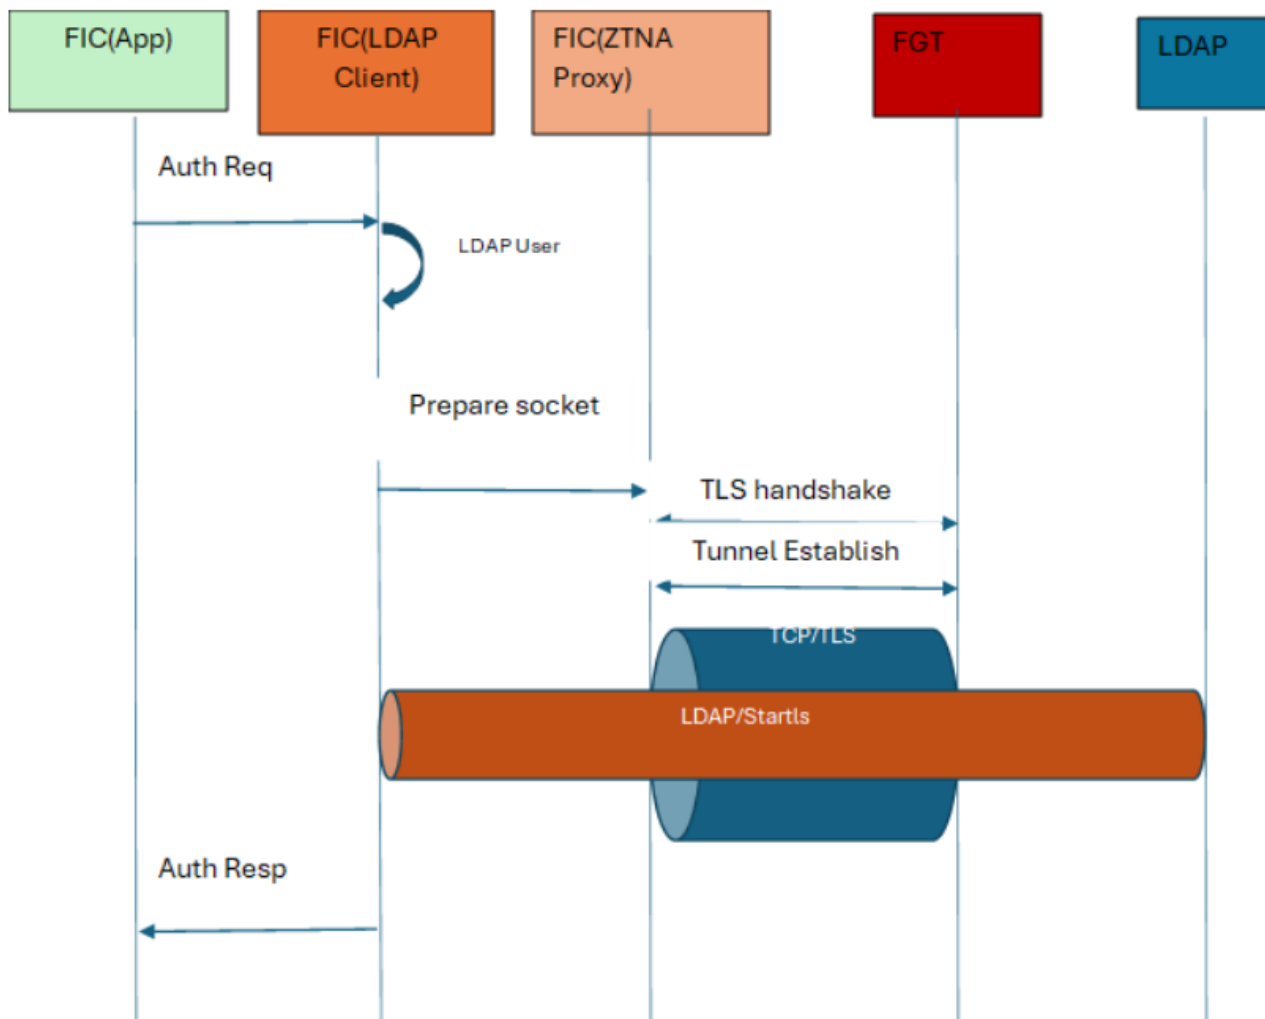 FIC(App)
FIC(LDAP
Client)
FIC(ZTNA
Proxy)
FGT
LDAP
Auth Req
LDAP User
Prepare socket
TLS handshake
Tunnel Establish
TCP/TLS
LDAP/Startls
Auth Resp